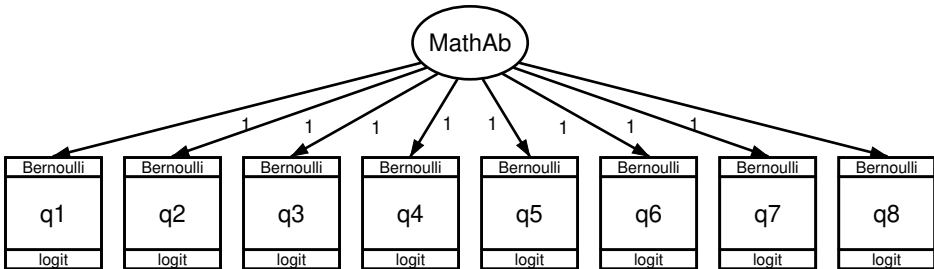 MathAb
1 1 1 1 1 1 1 1
Bernoulli Bernoulli Bernoulli Bernoulli Bernoulli Bernoulli Bernoulli Bernoulli
q1 q2 q3 q4 q5 q6 q7 q8
logit logit logit logit logit logit logit logit